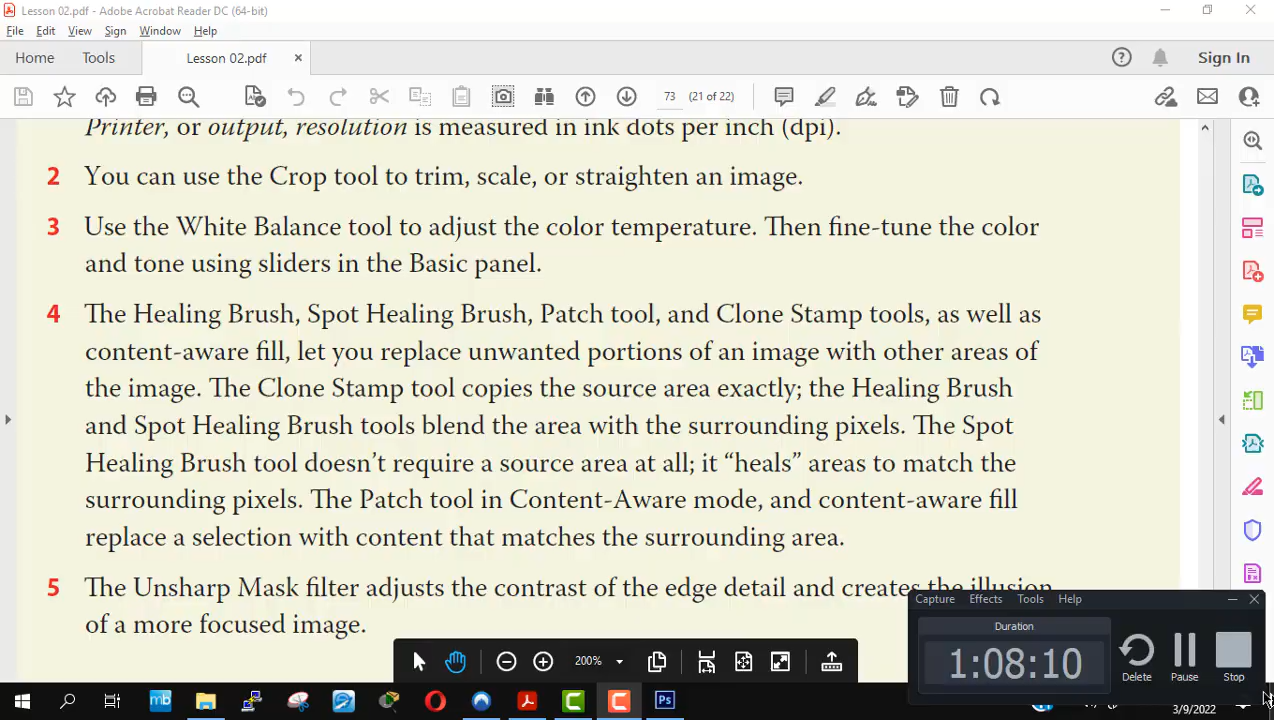 Lesson 02.pdf - Adobe Acrobat Reader DC (64-bit)
File Edit View Sign Window Help
Home Tools Lesson 02.pdf × ? Sign In
73 (21 of 22)
Printer, or output, resolution is measured in ink dots per inch (dpi).
2 You can use the Crop tool to trim, scale, or straighten an image.
3 Use the White Balance tool to adjust the color temperature. Then fine-tune the color
and tone using sliders in the Basic panel.
4 The Healing Brush, Spot Healing Brush, Patch tool, and Clone Stamp tools, as well as
content-aware fill, let you replace unwanted portions of an image with other areas of
the image. The Clone Stamp tool copies the source area exactly; the Healing Brush
and Spot Healing Brush tools blend the area with the surrounding pixels. The Spot
Healing Brush tool doesn’t require a source area at all; it “heals” areas to match the
surrounding pixels. The Patch tool in Content-Aware mode, and content-aware fill
replace a selection with content that matches the surrounding area.
5 The Unsharp Mask filter adjusts the contrast of the edge detail and creates the illusion
of a more focused image.
Capture Effects Tools Help
Duration
1:08:10
Delete Pause Stop
200%
mb
Ps
3/9/2022